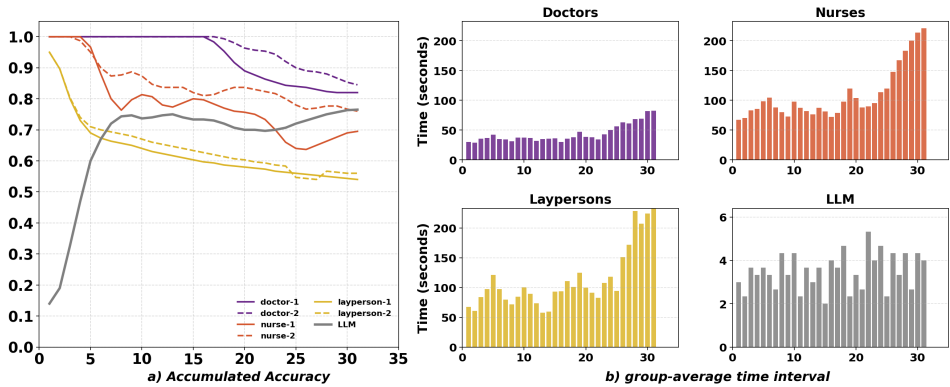 1.0
0.9
0.8
0.7
0.6
0.5
0.4
0.3
0.2
0.1
0.0
0 5 10 15 20 25 30 35
doctor-1
doctor-2
nurse-1
nurse-2
layperson-1
layperson-2
LLM
a) Accumulated Accuracy
Doctors
Time (seconds)
200
150
100
50
0
0 10 20 30
Nurses
200
150
100
50
0
0 10 20 30
Laypersons
Time (seconds)
200
150
100
50
0
0 10 20 30
LLM
6
4
2
0
0 10 20 30
b) group-average time interval